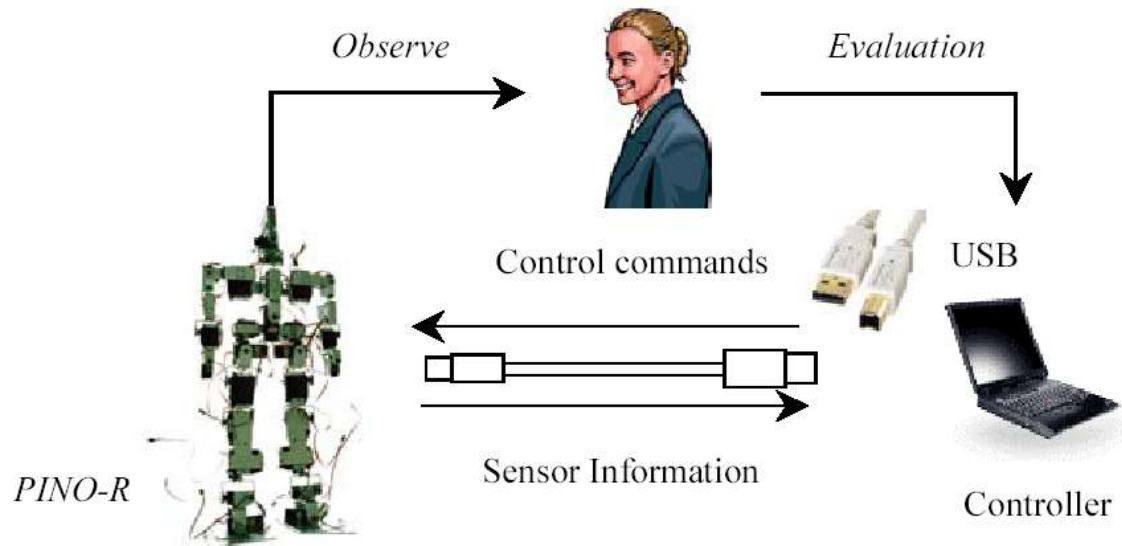 Observe
Evaluation
Control commands
USB
Sensor Information
PINO-R
Controller